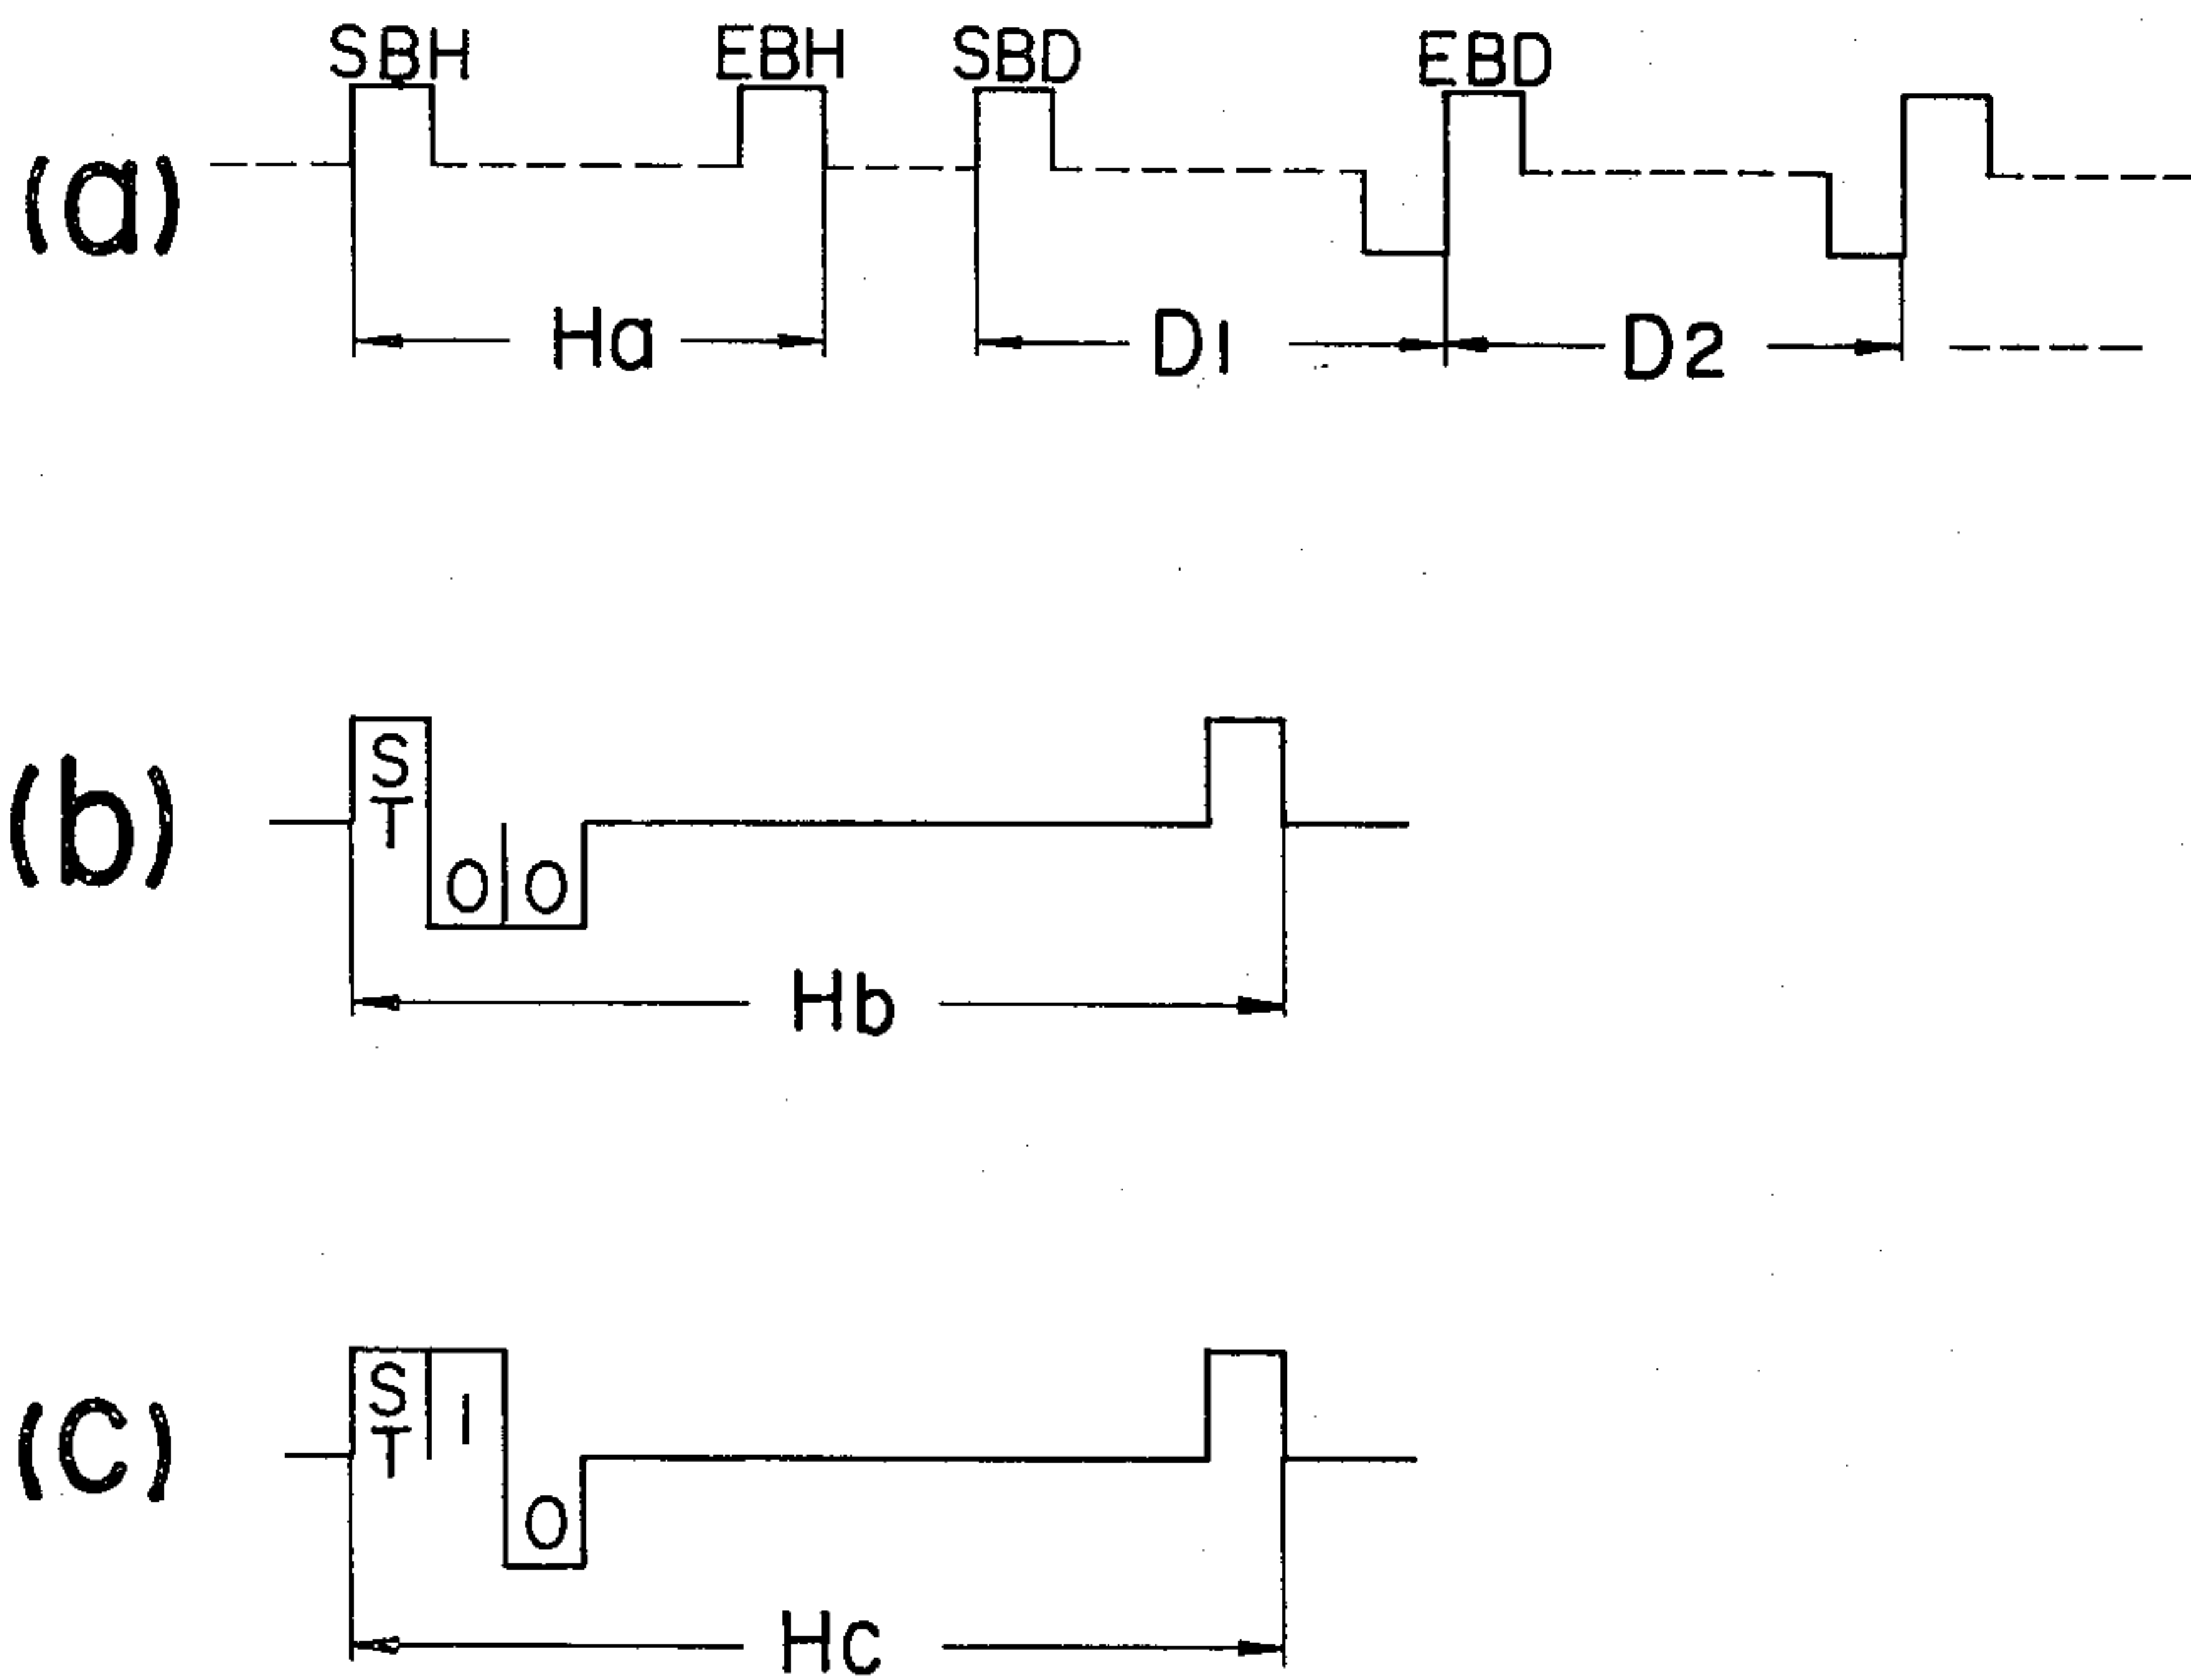 SBH EBH SBD EBD
(a)
Ha D1 D2
(b)
S
T
0 0
Hb
(C)
S
T
1
0
Hc